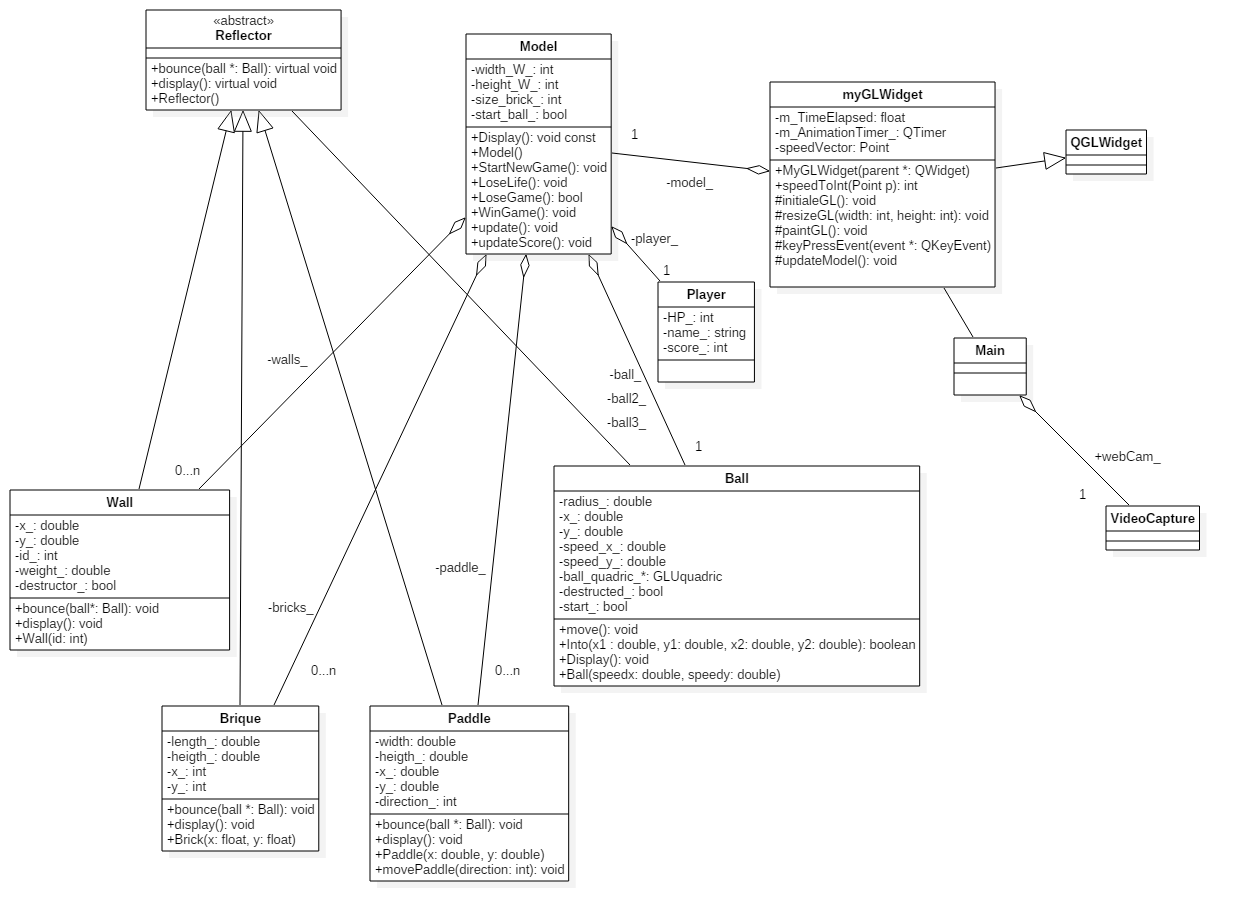 «abstract»
Reflector
+bounce(ball *: Ball): virtual void
+display(): virtual void
+Reflector()
Model
-width_W_: int
-height_W_: int
-size_brick_: int
-start_ball_: bool
+Display(): void const
+Model()
+StartNewGame(): void
+LoseLife(): void
+LoseGame(): bool
+WinGame(): void
+update(): void
+updateScore(): void
1
-model_
myGLWidget
-m_TimeElapsed: float
-m_AnimationTimer_: QTimer
-speedVector: Point
+MyGLWidget(parent *: QWidget)
+speedToInt(Point p): int
#initialeGL(): void
#resizeGL(width: int, height: int): void
#paintGL(): void
#keyPressEvent(event *: QKeyEvent)
#updateModel(): void
QGLWidget
-player_
1
Player
-HP_: int
-name_: string
-score_: int
Main
-walls_
0...n
-ball_
-ball2_
-ball3_
1
+webCam_
1
VideoCapture
Wall
-x_: double
-y_: double
-id_: int
-weight_: double
-destructor_: bool
+bounce(ball*: Ball): void
+display(): void
+Wall(id: int)
Ball
-radius_: double
-x_: double
-y_: double
-speed_x_: double
-speed_y_: double
-ball_quadric_*: GLUquadric
-destructed_: bool
-start_: bool
+move(): void
+Into(x1 : double, y1: double, x2: double, y2: double): boolean
+Display(): void
+Ball(speedx: double, speedy: double)
-paddle_
-bricks_
0...n
0...n
Brique
-length_: double
-heigth_: double
-x_: int
-y_: int
+bounce(ball *: Ball): void
+display(): void
+Brick(x: float, y: float)
Paddle
-width: double
-heigth_: double
-x_: double
-y_: double
-direction_: int
+bounce(ball *: Ball): void
+display(): void
+Paddle(x: double, y: double)
+movePaddle(direction: int): void